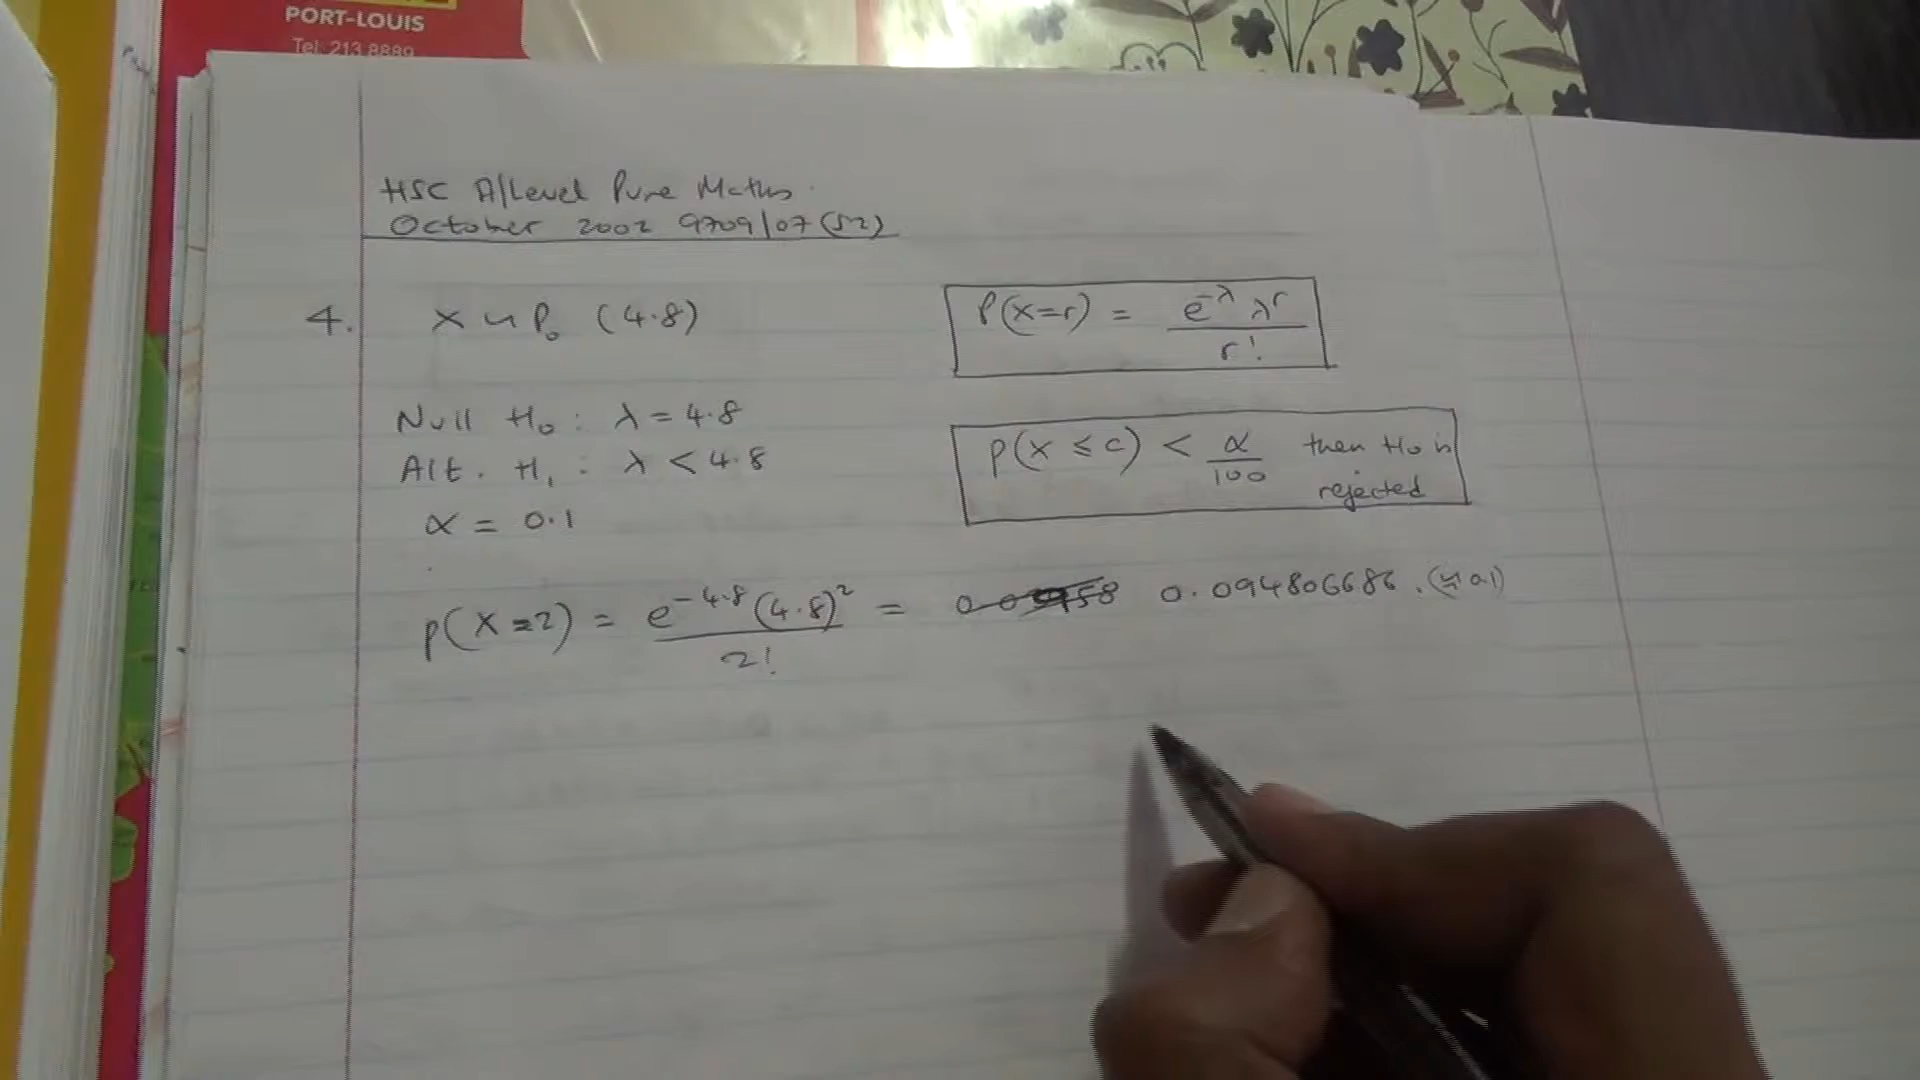 PORT-LOUIS
Tel. 213 8889
HSC A/Level Pure Maths
October 2002 9709/07 (S2)
4. X ~ Po (4.8)
P(X=r) = e^-λ λ^r / r!
Null H0 : λ = 4.8
Alt. H1 : λ < 4.8
P(X ≤ c) < α/100 then H0 is
rejected
α = 0.1
P(X=2) = e^-4.8 (4.8)^2 / 2! = 0.094806686. (< 0.1)